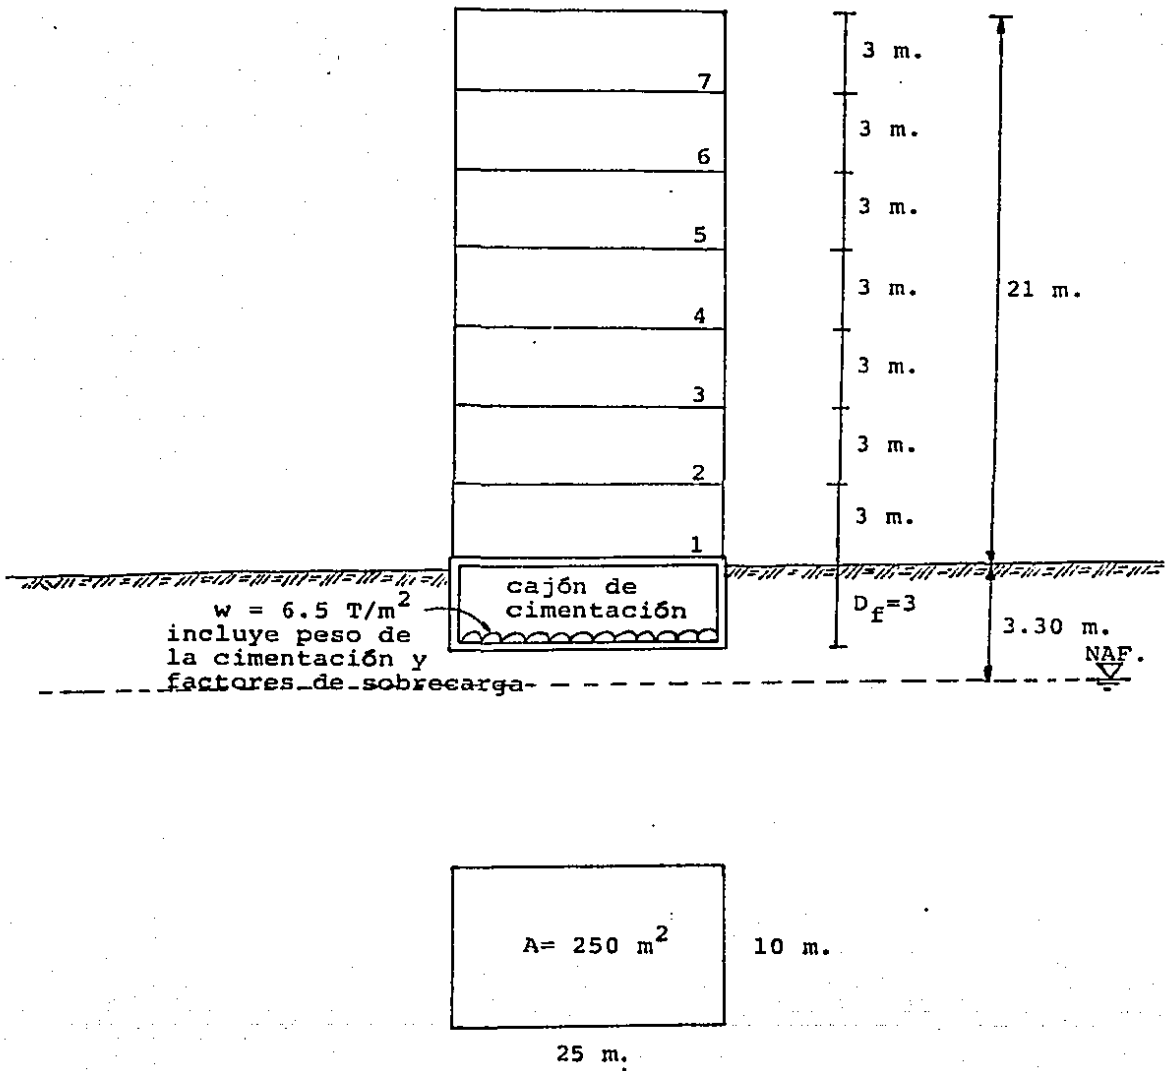 3 m.
7
3 m.
6
3 m.
5
3 m.
21 m.
4
3 m.
3
3 m.
2
3 m.
1
cajón de
cimentación
w = 6.5 T/m²
incluye peso de
la cimentación y
factores de sobrecarga
D_f=3
3.30 m.
NAF.
A= 250 m²
10 m.
25 m.